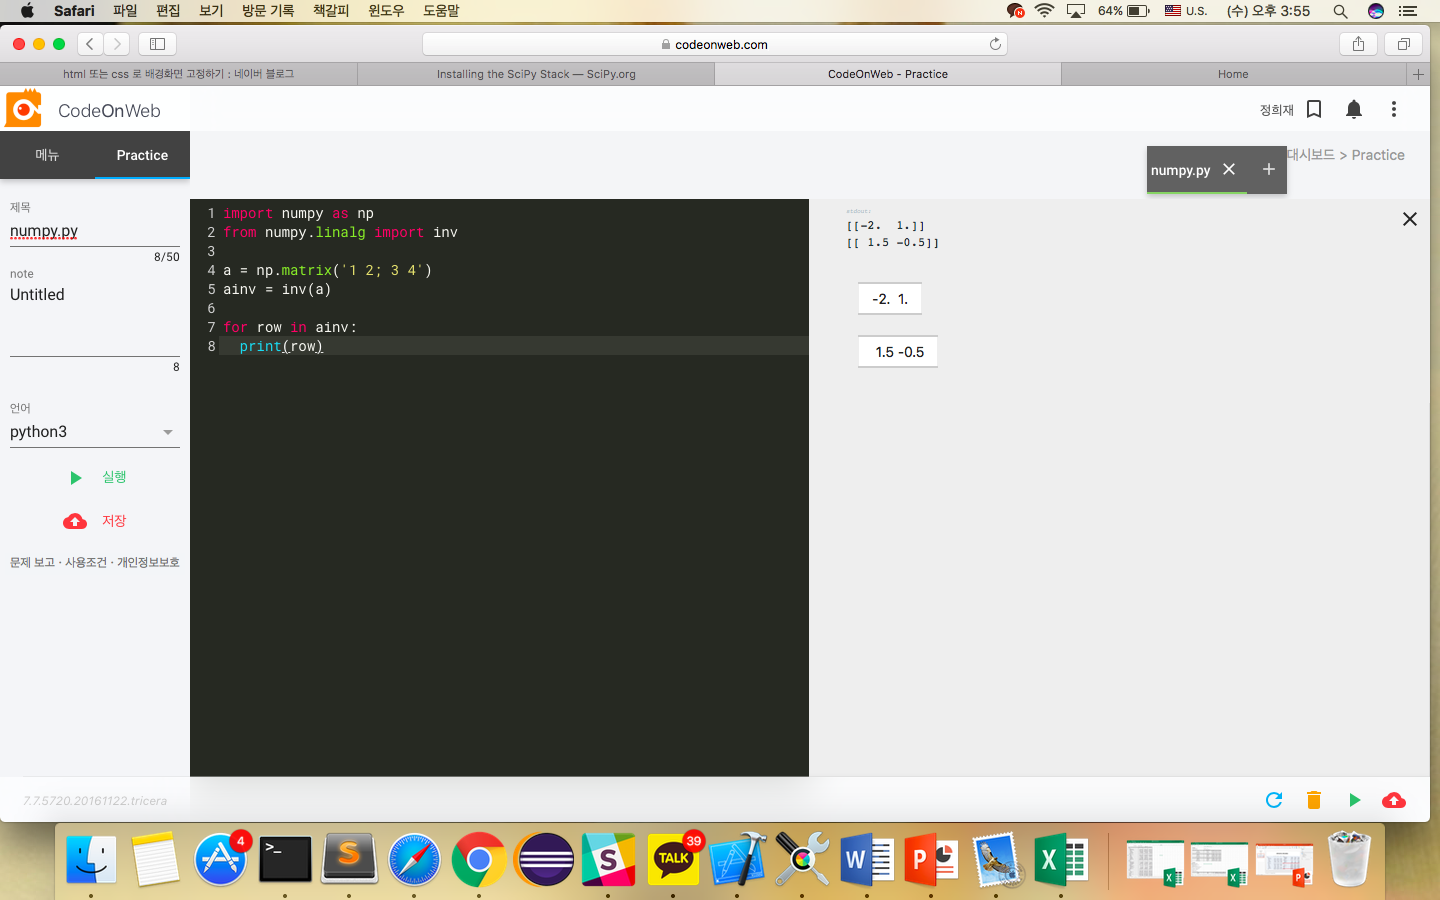 Safari 파일 편집 보기 방문 기록 책갈피 윈도우 도움말 64% U.S. (수) 오후 3:55
codeonweb.com
html 또는 css 로 배경화면 고정하기 : 네이버 블로그
Installing the SciPy Stack — SciPy.org
CodeOnWeb - Practice
Home
CodeOnWeb
정희재
메뉴
Practice
대시보드 > Practice
numpy.py
제목
numpy.py
8/50
note
Untitled
8
언어
python3
실행
저장
문제 보고 · 사용조건 · 개인정보보호
1 import numpy as np
2 from numpy.linalg import inv
3
4 a = np.matrix('1 2; 3 4')
5 ainv = inv(a)
6
7 for row in ainv:
8   print(row)
stdout:
[[-2.  1.]]
[[ 1.5 -0.5]]
-2. 1.
1.5 -0.5
7.7.5720.20161122.tricera
4
>_
S
S
TALK
39
W
P
X
X
X
P